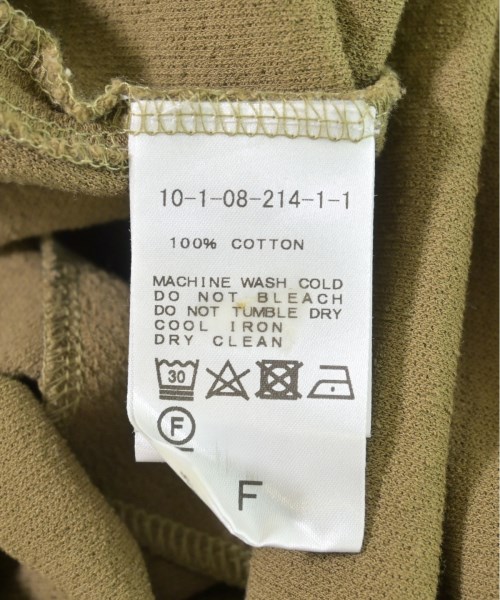 10-1-08-214-1-1
100% COTTON
MACHINE WASH COLD
DO NOT BLEACH
DO NOT TUMBLE DRY
COOL IRON
DRY CLEAN
30
F
F